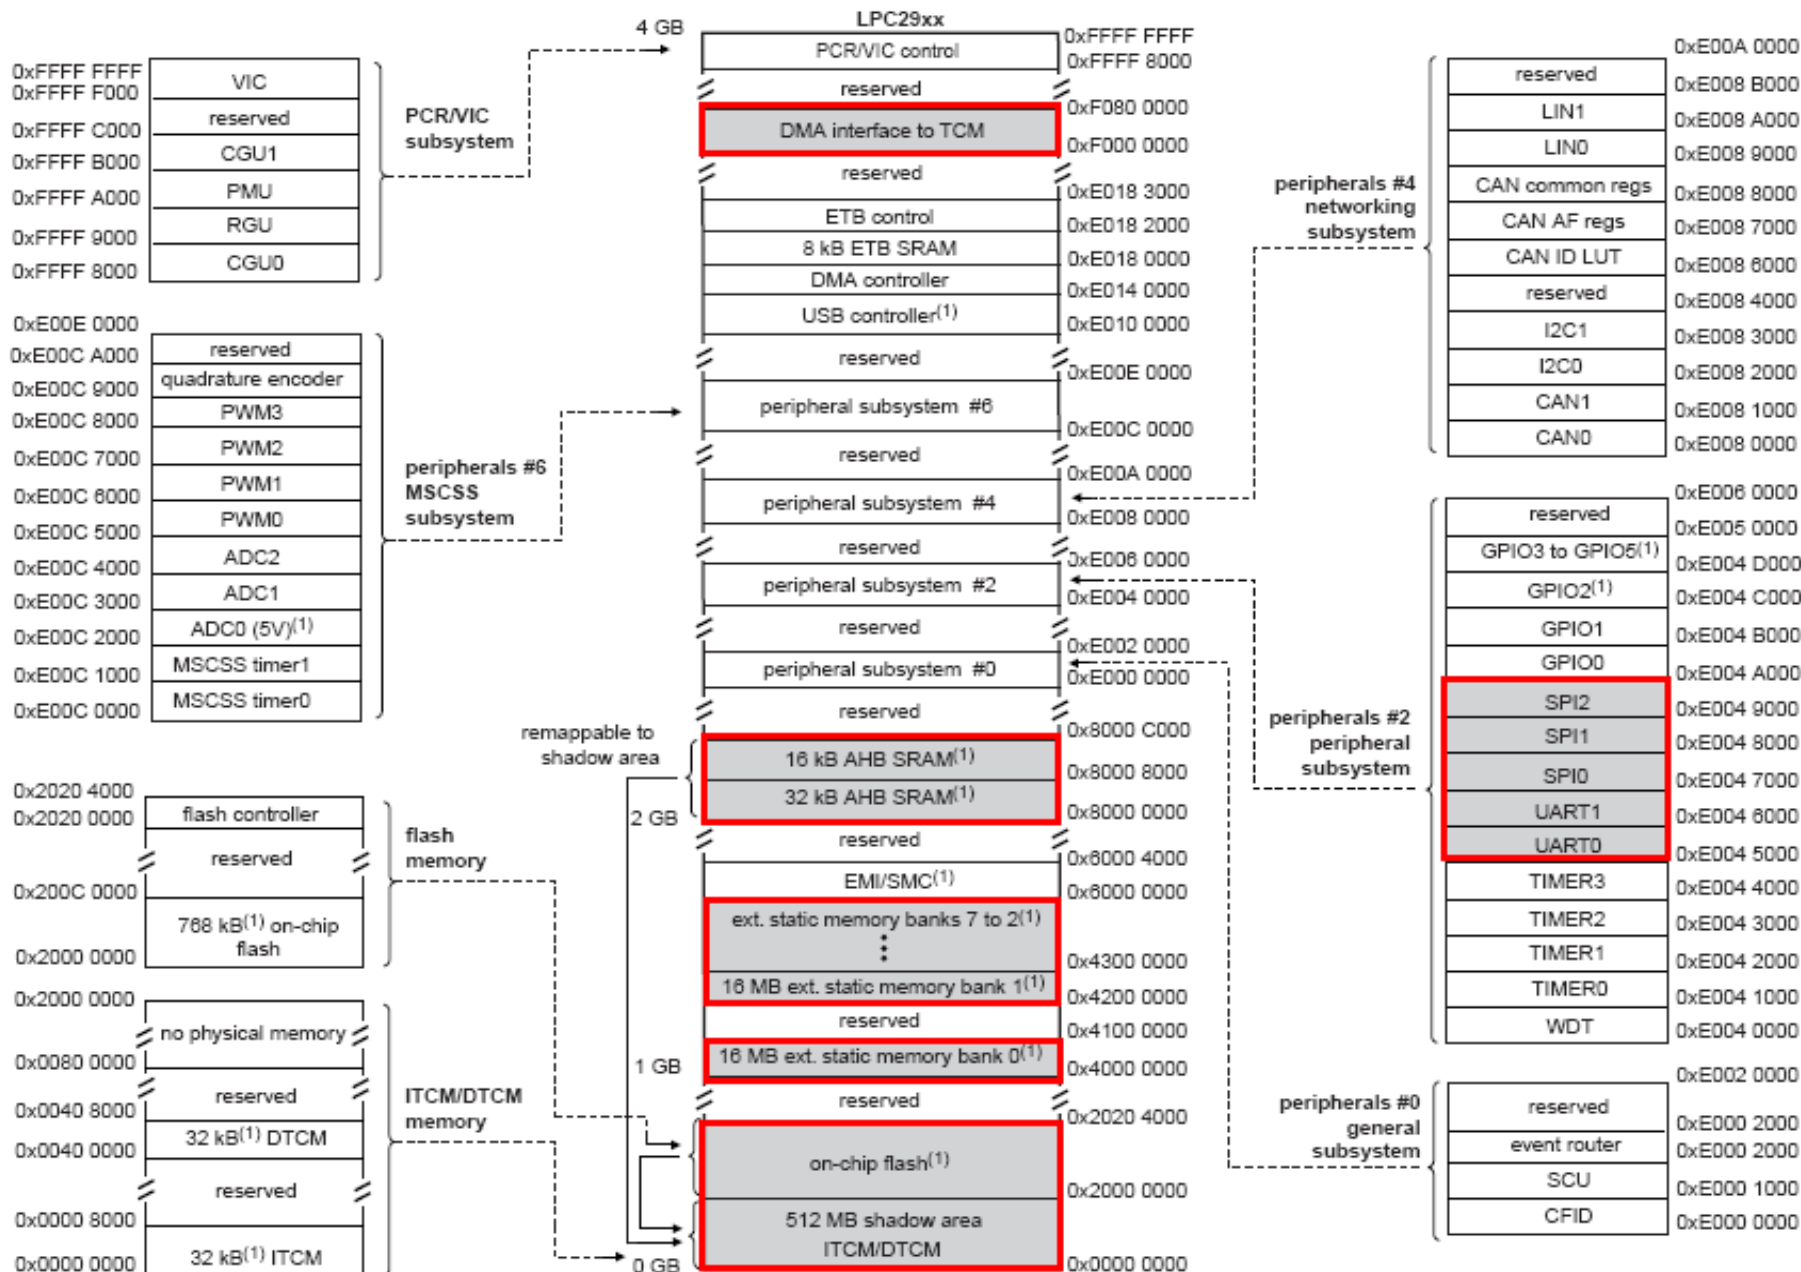 LPC29xx
4 GB
PCR/VIC control
0xFFFF FFFF
0xFFFF 8000
reserved
0xF080 0000
DMA interface to TCM
0xF000 0000
reserved
0xE018 3000
ETB control
0xE018 2000
8 kB ETB SRAM
0xE018 0000
DMA controller
0xE014 0000
USB controller(1)
0xE010 0000
reserved
0xE00E 0000
peripheral subsystem #6
0xE00C 0000
reserved
0xE00A 0000
peripheral subsystem #4
0xE008 0000
reserved
0xE006 0000
peripheral subsystem #2
0xE004 0000
reserved
0xE002 0000
peripheral subsystem #0
0xE000 0000
reserved
0x8000 C000
remappable to
shadow area
16 kB AHB SRAM(1)
0x8000 8000
32 kB AHB SRAM(1)
0x8000 0000
2 GB
reserved
0x6000 4000
EMI/SMC(1)
0x6000 0000
ext. static memory banks 7 to 2(1)
0x4300 0000
16 MB ext. static memory bank 1(1)
0x4200 0000
reserved
0x4100 0000
16 MB ext. static memory bank 0(1)
0x4000 0000
1 GB
reserved
0x2020 4000
on-chip flash(1)
0x2000 0000
512 MB shadow area
ITCM/DTCM
0x0000 0000
0 GB
0xFFFF FFFF
VIC
0xFFFF F000
reserved
0xFFFF C000
CGU1
0xFFFF B000
PMU
0xFFFF A000
RGU
0xFFFF 9000
CGU0
0xFFFF 8000
PCR/VIC
subsystem
0xE00E 0000
reserved
0xE00C A000
quadrature encoder
0xE00C 9000
PWM3
0xE00C 8000
PWM2
0xE00C 7000
PWM1
0xE00C 6000
PWM0
0xE00C 5000
ADC2
0xE00C 4000
ADC1
0xE00C 3000
ADC0 (5V)(1)
0xE00C 2000
MSCSS timer1
0xE00C 1000
MSCSS timer0
0xE00C 0000
peripherals #6
MSCSS
subsystem
0x2020 4000
flash controller
0x2020 0000
reserved
0x200C 0000
768 kB(1) on-chip
flash
0x2000 0000
flash
memory
0x2000 0000
no physical memory
0x0080 0000
reserved
0x0040 8000
32 kB(1) DTCM
0x0040 0000
reserved
0x0000 8000
32 kB(1) ITCM
0x0000 0000
ITCM/DTCM
memory
0xE00A 0000
reserved
0xE008 B000
LIN1
0xE008 A000
LIN0
0xE008 9000
CAN common regs
0xE008 8000
CAN AF regs
0xE008 7000
CAN ID LUT
0xE008 6000
reserved
0xE008 4000
I2C1
0xE008 3000
I2C0
0xE008 2000
CAN1
0xE008 1000
CAN0
0xE008 0000
peripherals #4
networking
subsystem
0xE006 0000
reserved
0xE005 0000
GPIO3 to GPIO5(1)
0xE004 D000
GPIO2(1)
0xE004 C000
GPIO1
0xE004 B000
GPIO0
0xE004 A000
SPI2
0xE004 9000
SPI1
0xE004 8000
SPI0
0xE004 7000
UART1
0xE004 6000
UART0
0xE004 5000
TIMER3
0xE004 4000
TIMER2
0xE004 3000
TIMER1
0xE004 2000
TIMER0
0xE004 1000
WDT
0xE004 0000
peripherals #2
peripheral
subsystem
0xE002 0000
reserved
0xE000 2000
event router
0xE000 2000
SCU
0xE000 1000
CFID
0xE000 0000
peripherals #0
general
subsystem